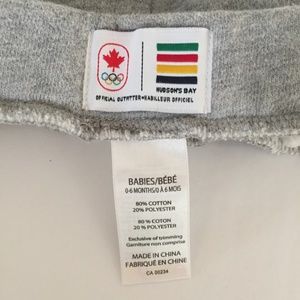 HUDSON'S BAY
OFFICIAL OUTFITTER • HABILLEUR OFFICIEL
BABIES/BÉBÉ
0-6 MONTHS/0 À 6 MOIS
80% COTTON
20% POLYESTER
80 % COTON
20 % POLYESTER
Exclusive of trimming
Garniture non comprise
MADE IN CHINA
FABRIQUÉ EN CHINE
CA 00234